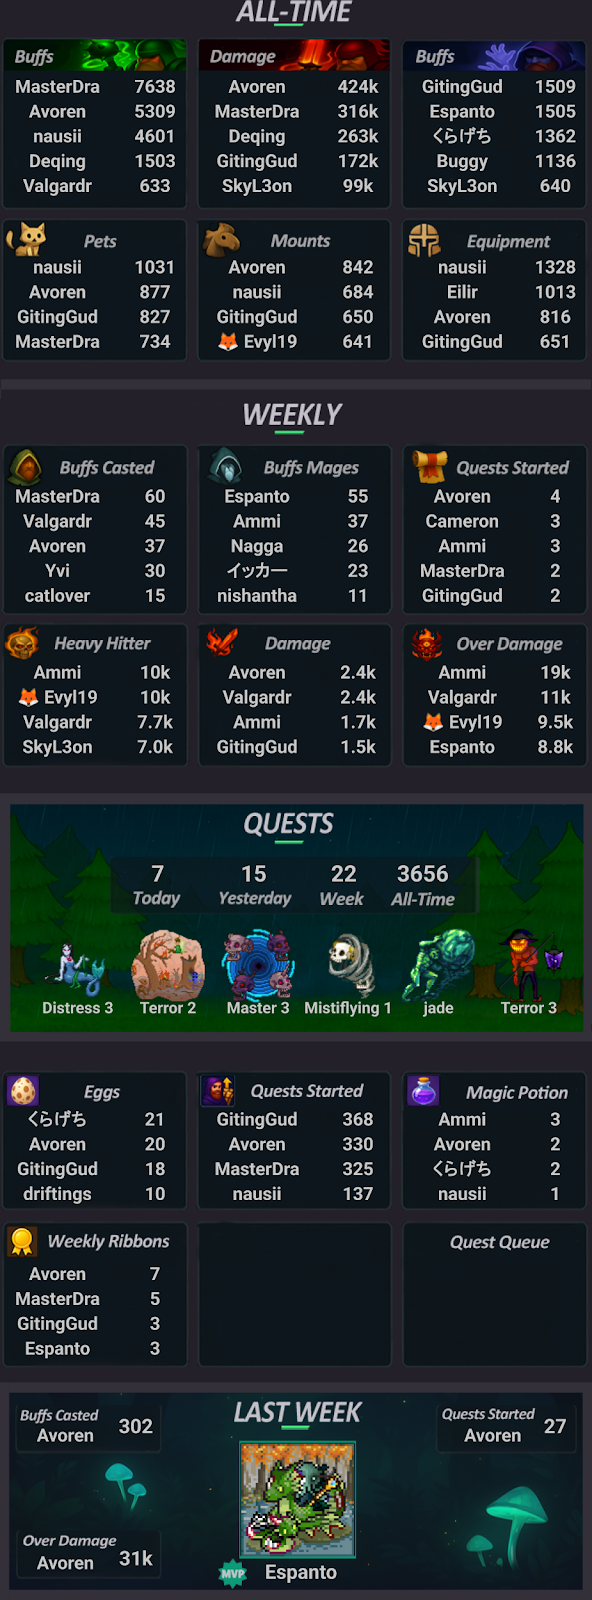 ALL-TIME
Buffs
MasterDra 7638
Avoren 5309
nausii 4601
Deqing 1503
Valgardr 633
Damage
Avoren 424k
MasterDra 316k
Deqing 263k
GitingGud 172k
SkyL3on 99k
Buffs
GitingGud 1509
Espanto 1505
くらげち 1362
Buggy 1136
SkyL3on 640
Pets
nausii 1031
Avoren 877
GitingGud 827
MasterDra 734
Mounts
Avoren 842
nausii 684
GitingGud 650
🦊 Evyl19 641
Equipment
nausii 1328
Eilir 1013
Avoren 816
GitingGud 651
WEEKLY
Buffs Casted
MasterDra 60
Valgardr 45
Avoren 37
Yvi 30
catlover 15
Buffs Mages
Espanto 55
Ammi 37
Nagga 26
イッカー 23
nishantha 11
Quests Started
Avoren 4
Cameron 3
Ammi 3
MasterDra 2
GitingGud 2
Heavy Hitter
Ammi 10k
🦊 Evyl19 10k
Valgardr 7.7k
SkyL3on 7.0k
Damage
Avoren 2.4k
Valgardr 2.4k
Ammi 1.7k
GitingGud 1.5k
Over Damage
Ammi 19k
Valgardr 11k
🦊 Evyl19 9.5k
Espanto 8.8k
QUESTS
7 15 22 3656
Today Yesterday Week All-Time
Distress 3 Terror 2 Master 3 Mistiflying 1 jade Terror 3
Eggs
くらげち 21
Avoren 20
GitingGud 18
driftings 10
Quests Started
GitingGud 368
Avoren 330
MasterDra 325
nausii 137
Magic Potion
Ammi 3
Avoren 2
くらげち 2
nausii 1
Weekly Ribbons
Avoren 7
MasterDra 5
GitingGud 3
Espanto 3
Quest Queue
LAST WEEK
Buffs Casted
Avoren 302
Quests Started
Avoren 27
Over Damage
Avoren 31k
MVP Espanto